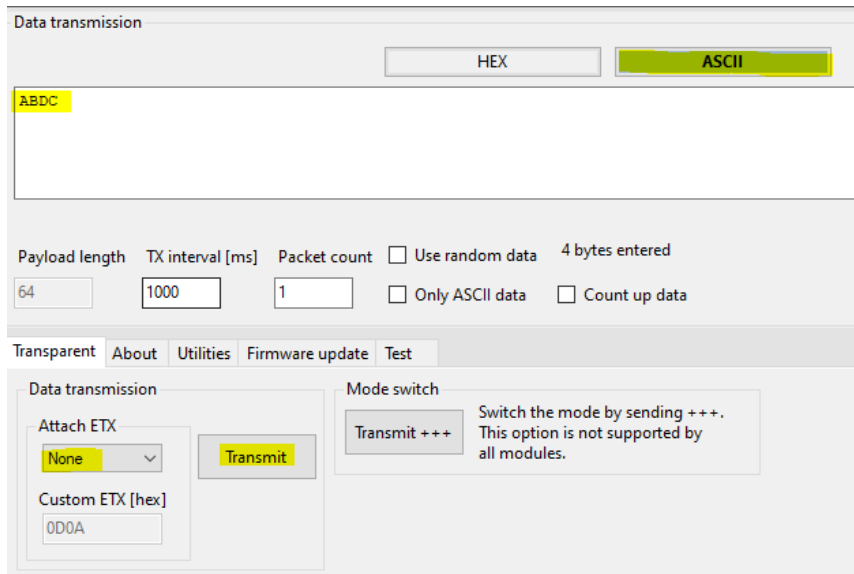 Data transmission
HEX
ASCII
ABDC
Payload length
TX interval [ms]
Packet count
Use random data
4 bytes entered
64
1000
1
Only ASCII data
Count up data
Transparent
About
Utilities
Firmware update
Test
Data transmission
Mode switch
Attach ETX
None
Transmit
Transmit +++
Switch the mode by sending +++.
This option is not supported by
all modules.
Custom ETX [hex]
0D0A